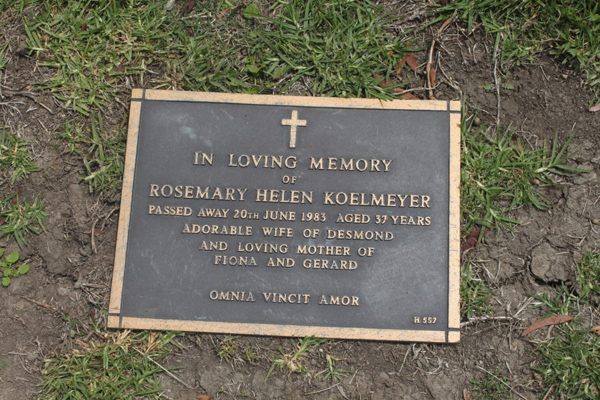 IN LOVING MEMORY
OF
ROSEMARY HELEN KOELMEYER
PASSED AWAY 20TH JUNE 1983 AGED 37 YEARS
ADORABLE WIFE OF DESMOND
AND LOVING MOTHER OF
FIONA AND GERARD
OMNIA VINCIT AMOR
H 557